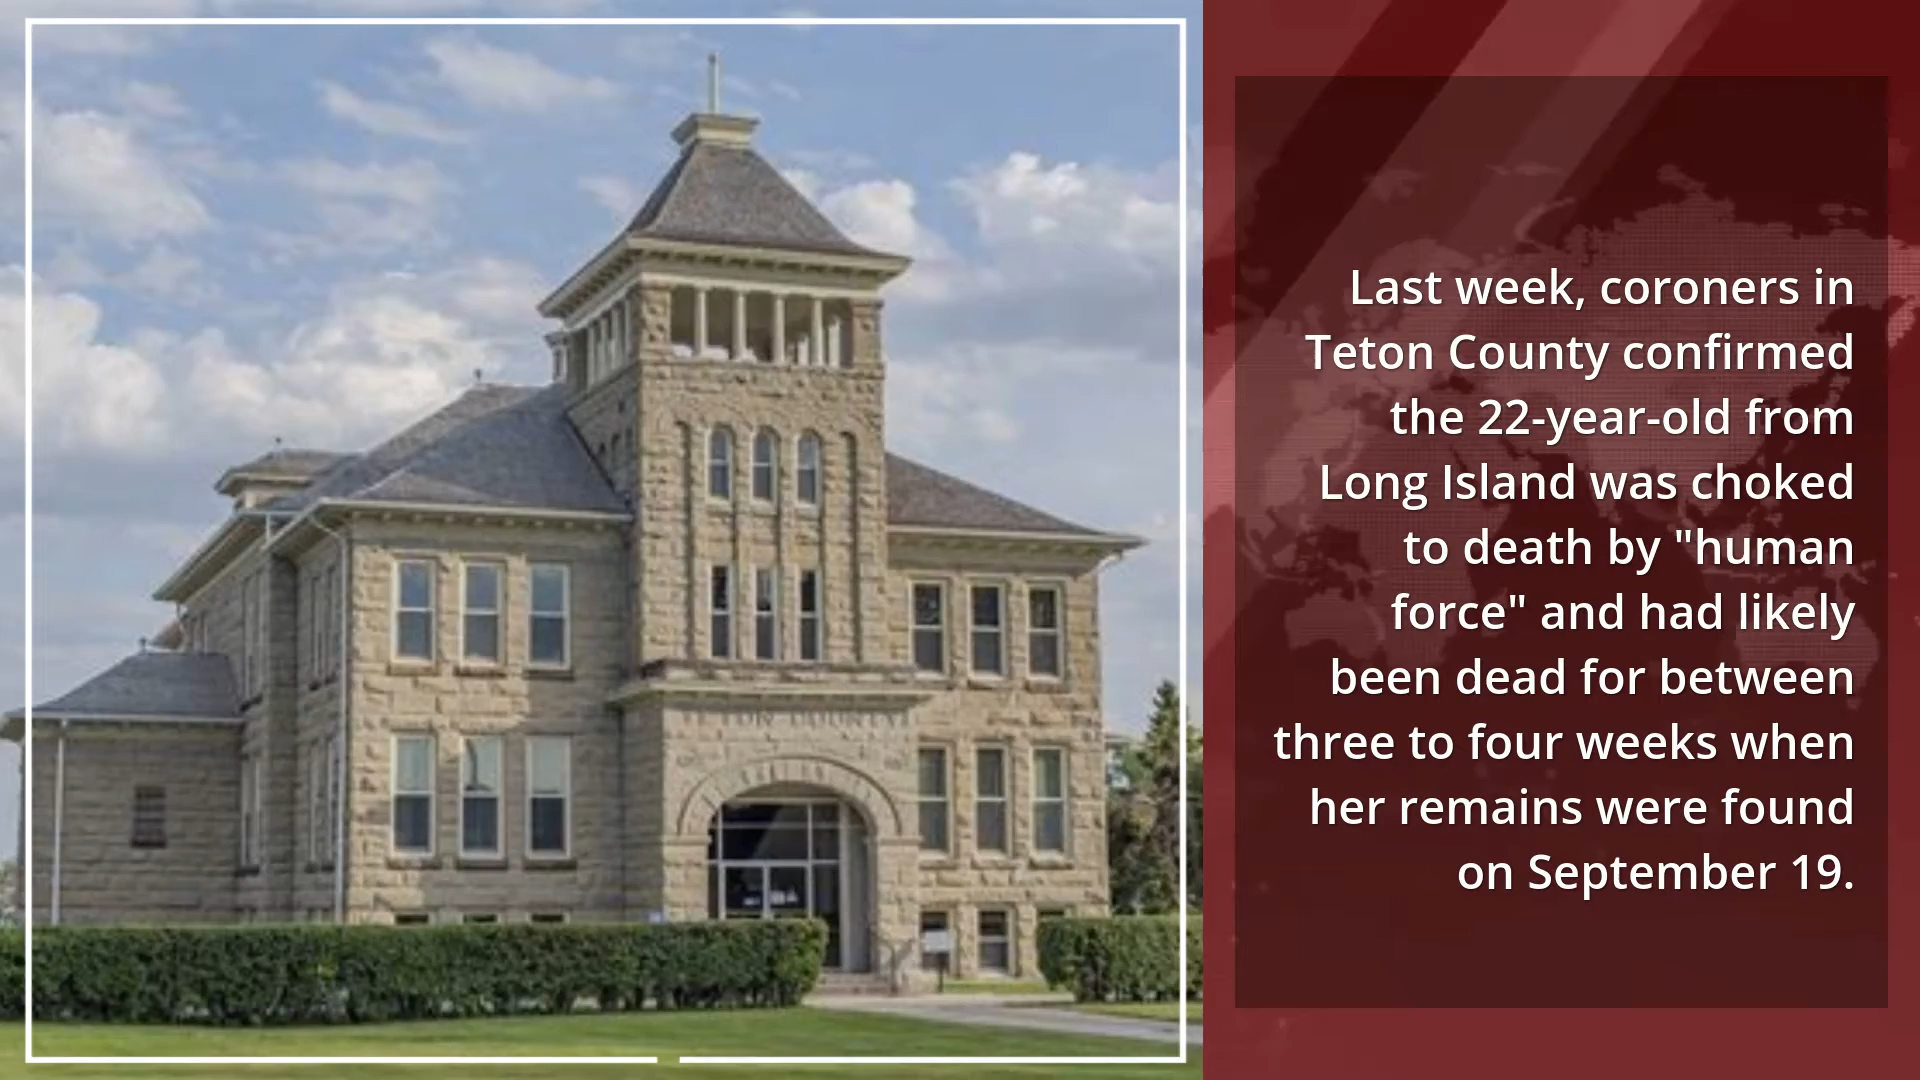 COUNTY
Last week, coroners in
Teton County confirmed
the 22-year-old from
Long Island was choked
to death by "human
force" and had likely
been dead for between
three to four weeks when
her remains were found
on September 19.